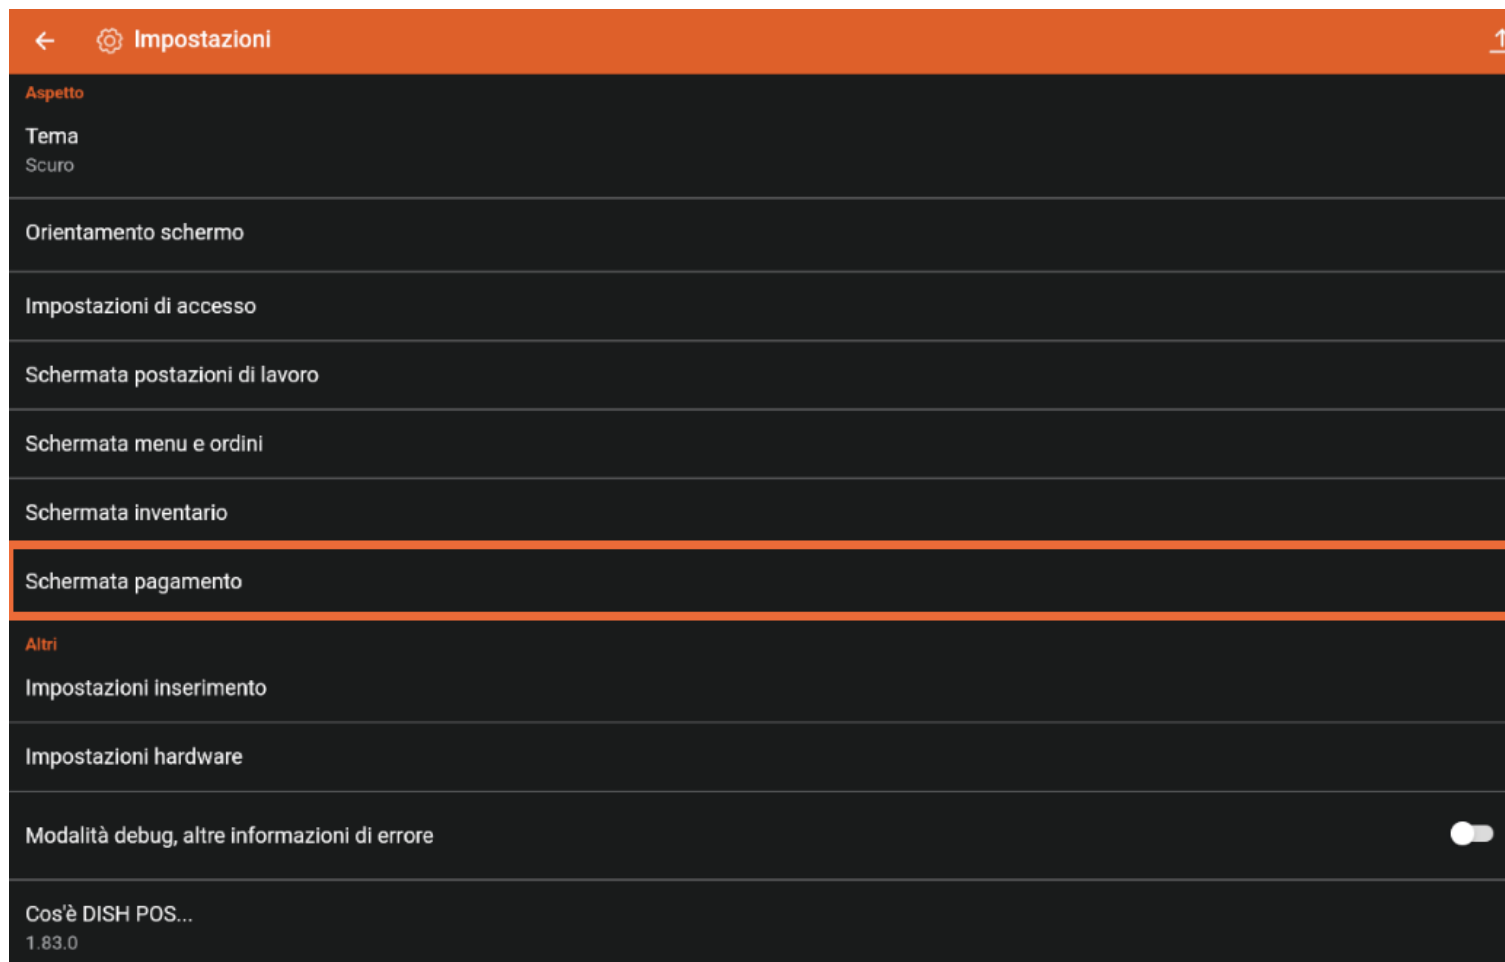 Impostazioni
Aspetto
Tema
Scuro
Orientamento schermo
Impostazioni di accesso
Schermata postazioni di lavoro
Schermata menu e ordini
Schermata inventario
Schermata pagamento
Altri
Impostazioni inserimento
Impostazioni hardware
Modalità debug, altre informazioni di errore
Cos'è DISH POS...
1.83.0